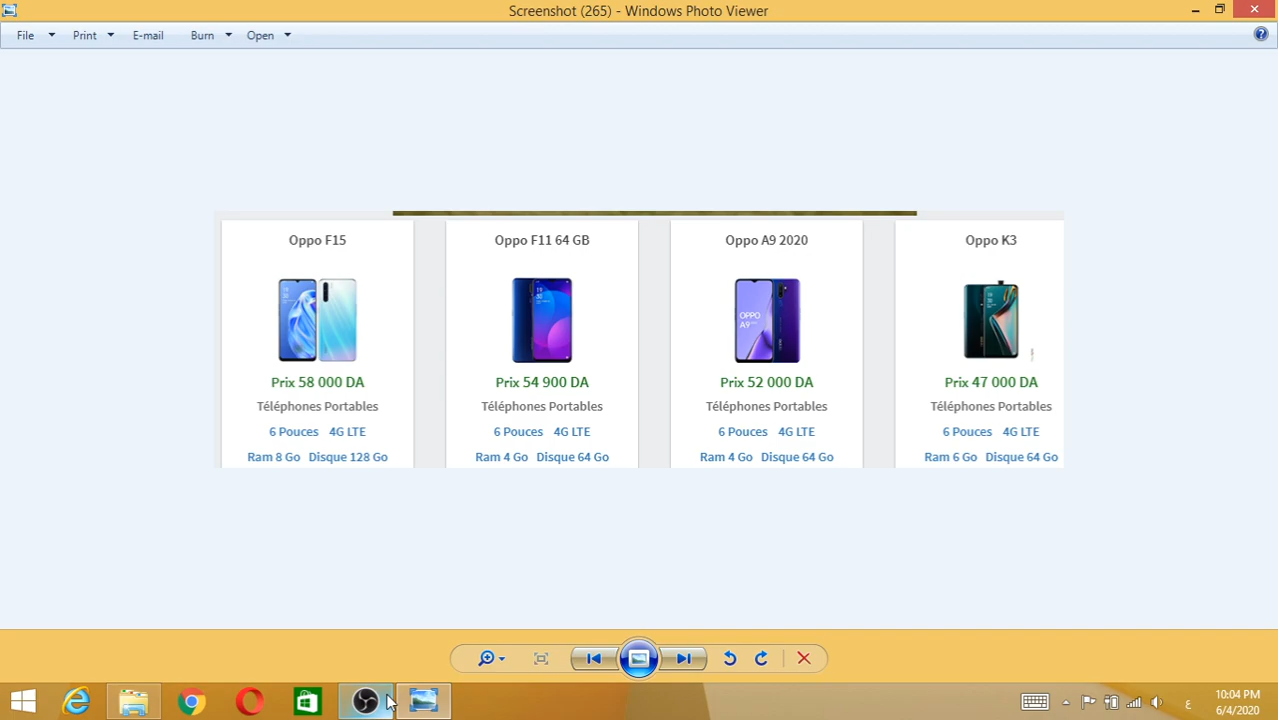 Screenshot (265) - Windows Photo Viewer
File Print E-mail Burn Open
Oppo F15 Oppo F11 64 GB Oppo A9 2020 Oppo K3
OPPO
A9
Prix 58 000 DA Prix 54 900 DA Prix 52 000 DA Prix 47 000 DA
Téléphones Portables Téléphones Portables Téléphones Portables Téléphones Portables
6 Pouces 4G LTE 6 Pouces 4G LTE 6 Pouces 4G LTE 6 Pouces 4G LTE
Ram 8 Go Disque 128 Go Ram 4 Go Disque 64 Go Ram 4 Go Disque 64 Go Ram 6 Go Disque 64 Go
ع
10:04 PM
6/4/2020